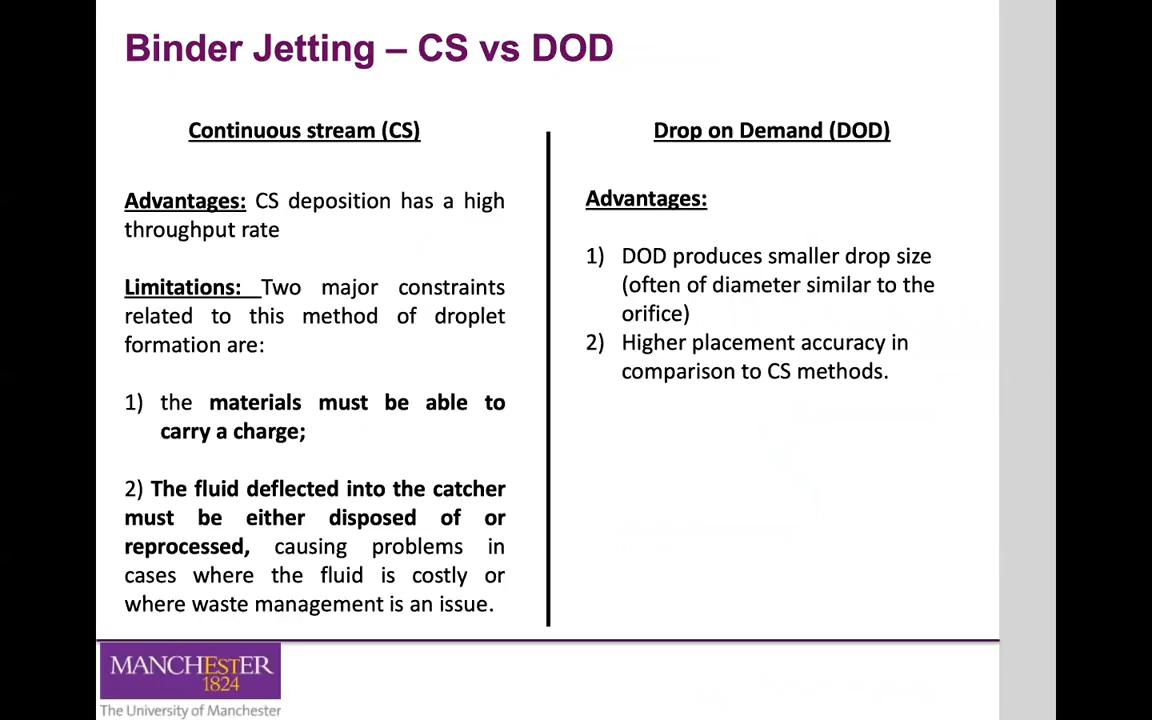 Binder Jetting – CS vs DOD
Continuous stream (CS)
Advantages: CS deposition has a high
throughput rate
Limitations: Two major constraints
related to this method of droplet
formation are:
1) the materials must be able to
carry a charge;
2) The fluid deflected into the catcher
must be either disposed of or
reprocessed, causing problems in
cases where the fluid is costly or
where waste management is an issue.
Drop on Demand (DOD)
Advantages:
1) DOD produces smaller drop size
(often of diameter similar to the
orifice)
2) Higher placement accuracy in
comparison to CS methods.
MANCHESTER
1824
The University of Manchester